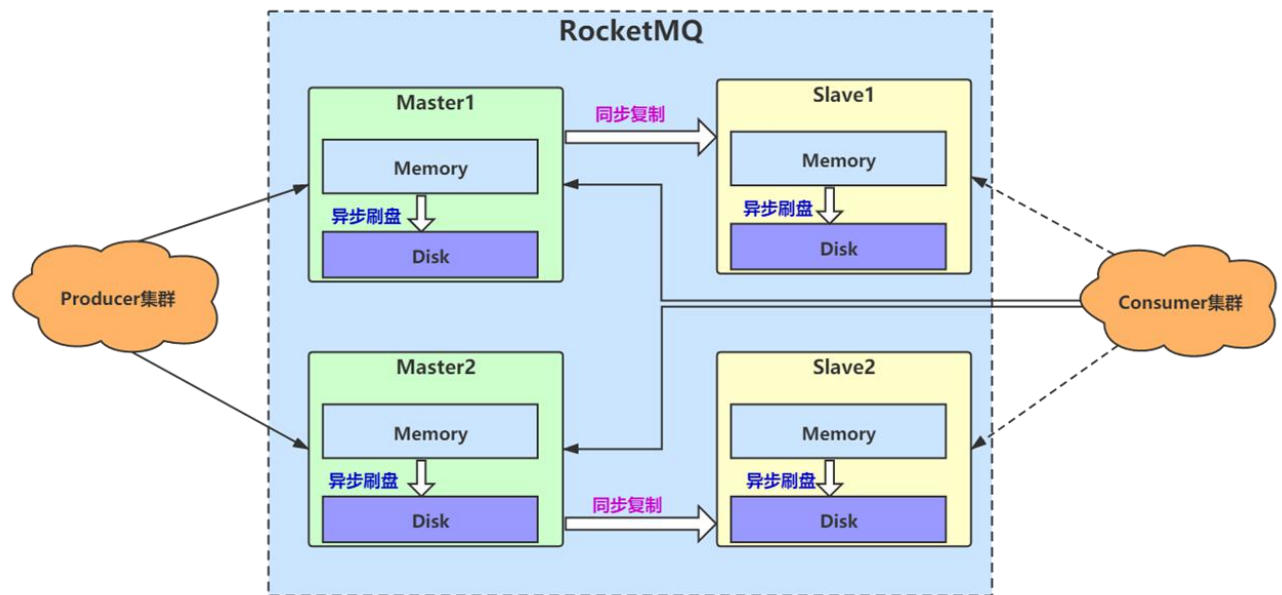 RocketMQ
Master1
Memory
异步刷盘
Disk
同步复制
Slave1
Memory
异步刷盘
Disk
Producer集群
Consumer集群
Master2
Memory
异步刷盘
Disk
同步复制
Slave2
Memory
异步刷盘
Disk